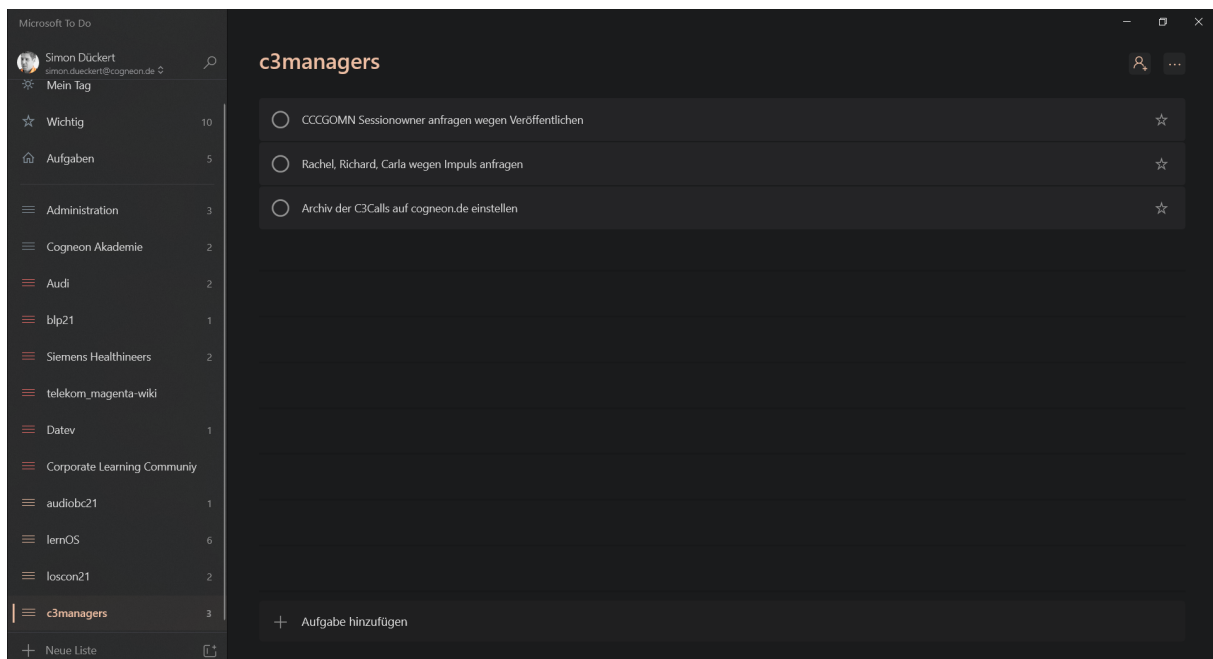 Microsoft To Do
Simon Dückert
simon.dueckert@cogneon.de
Mein Tag
Wichtig 10
Aufgaben 5
Administration 3
Cogneon Akademie 2
Audi 2
blp21 1
Siemens Healthineers 2
telekom_magenta-wiki
Datev 1
Corporate Learning Communiy
audiobc21 1
lernOS 6
loscon21 2
c3managers 3
Neue Liste
c3managers
CCCGOMN Sessionowner anfragen wegen Veröffentlichen
Rachel, Richard, Carla wegen Impuls anfragen
Archiv der C3Calls auf cogneon.de einstellen
Aufgabe hinzufügen